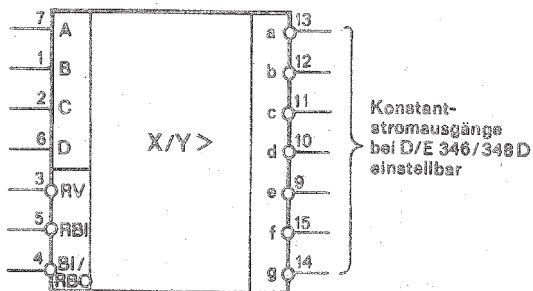 7 A
1 B
2 C
6 D
3 RV
5 RBI
4 BI/
RBO
X/Y>
a 13
b 12
c 11
d 10
e 9
f 15
g 14
Konstant-
stromausgänge
bei D/E 346/348 D
einstellbar